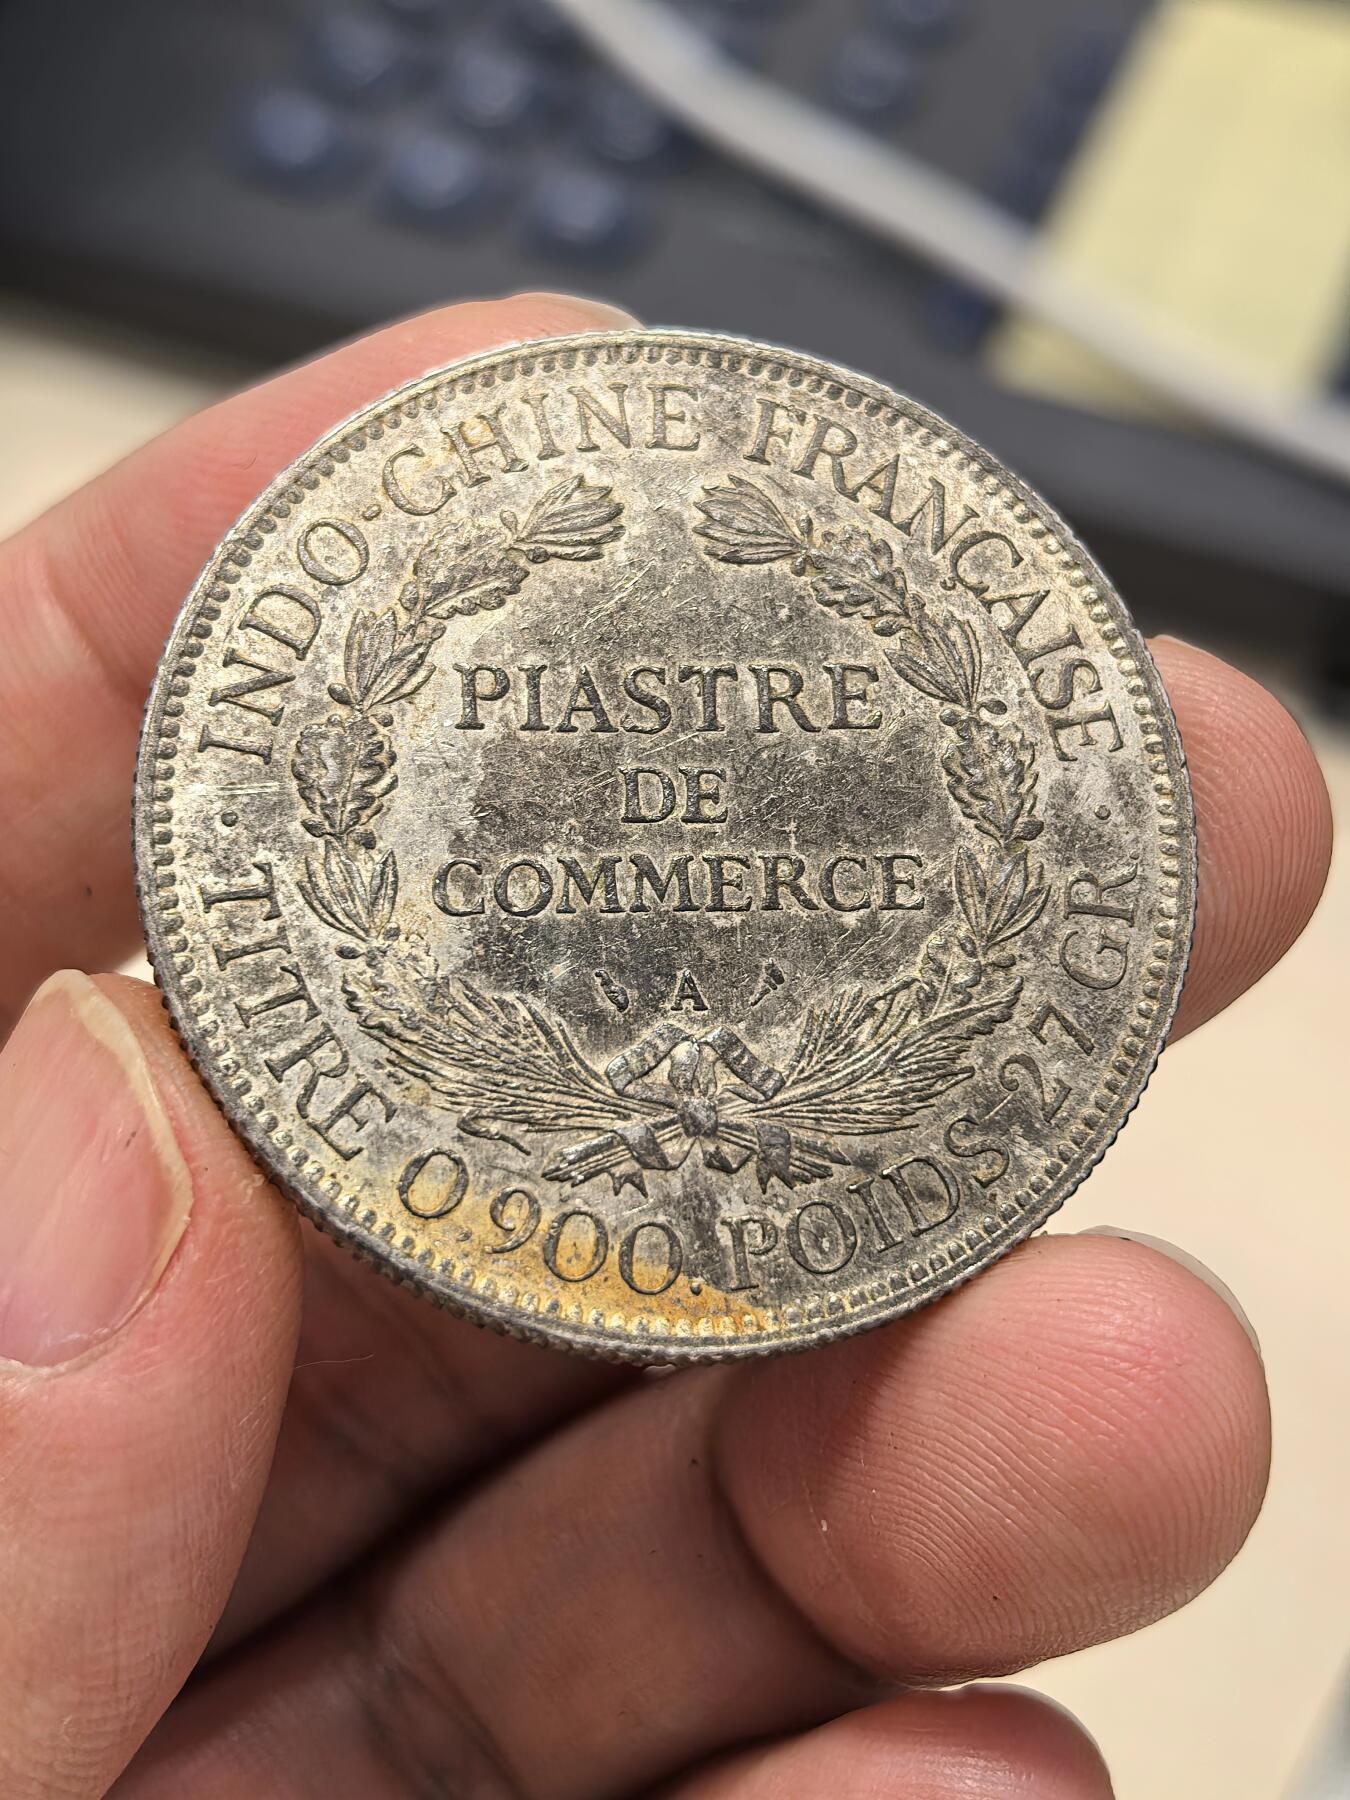 INDO-CHINE FRANÇAISE
PIASTRE
DE
COMMERCE
A
TITRE 0.900. POIDS 27 GR.